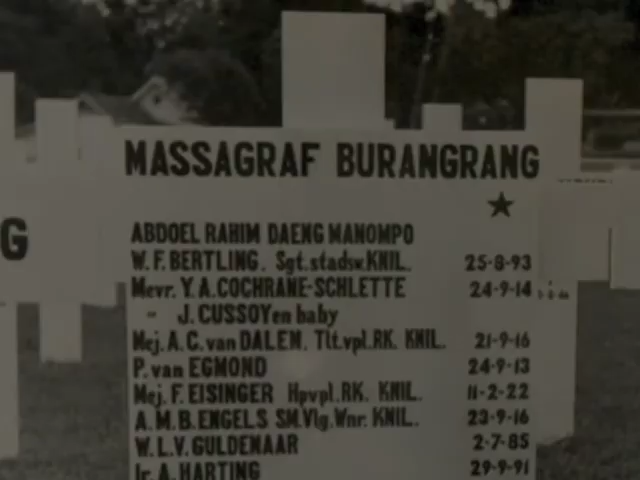 MASSAGRAF BURANGRANG
G
ABDOEL RAHIM DAENG MANOMPO
W.F. BERTLING. Sgt.stadsw.KNIL. 25-8-93
Mevr. Y.A.COCHRANE-SCHLETTE 24-9-14
" J.CUSSOY en baby
Mej. A.C. van DALEN. Tlt.vpl.RK. KNIL. 21-9-16
P. van EGMOND 24-9-13
Mej. F. EISINGER Hpvpl.RK. KNIL. 11-2-22
A.M.B.ENGELS SM.Vlg.Wnr. KNIL. 23-9-16
W.L.V.GULDENAAR 2-7-85
Ir. A.HARTING 29-9-91